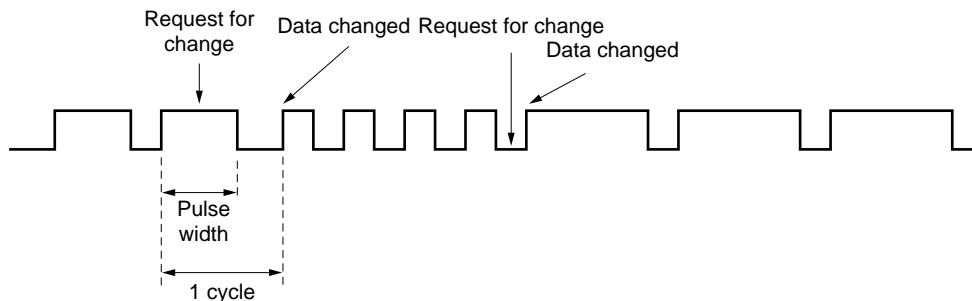 Request for
change
Data changed
Request for change
Data changed
Pulse
width
1 cycle